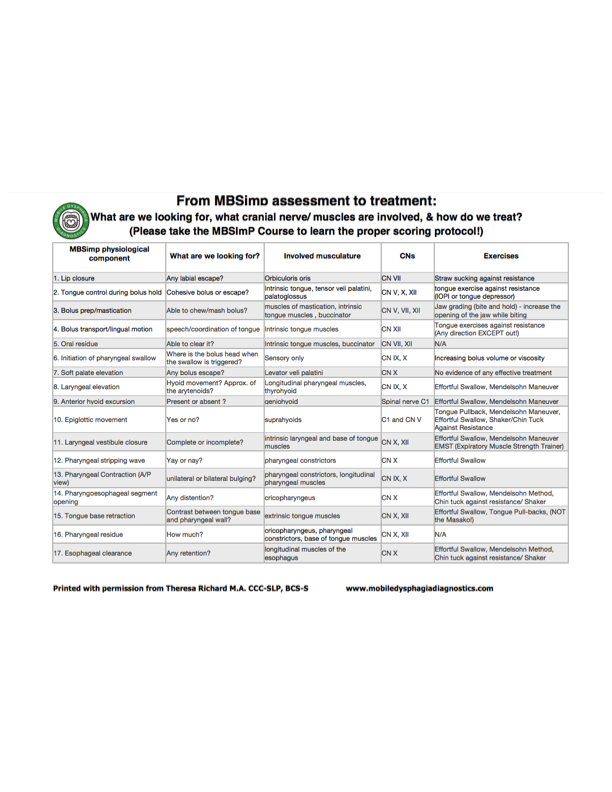 From MBSimp assessment to treatment:
What are we looking for, what cranial nerve/ muscles are involved, & how do we treat?
(Please take the MBSImP Course to learn the proper scoring protocol!)
MBSimp physiological component | What are we looking for? | Involved musculature | CNs | Exercises
1. Lip closure | Any labial escape? | Orbiculoris oris | CN VII | Straw sucking against resistance
2. Tongue control during bolus hold | Cohesive bolus or escape? | Intrinsic tongue, tensor veli palatini, palatoglossus | CN V, X, XII | tongue exercise against resistance (IOPI or tongue depressor)
3. Bolus prep/mastication | Able to chew/mash bolus? | muscles of mastication, intrinsic tongue muscles , buccinator | CN V, VII, XII | Jaw grading (bite and hold) - increase the opening of the jaw while biting
4. Bolus transport/lingual motion | speech/coordination of tongue | Intrinsic tongue muscles | CN XII | Tongue exercises against resistance (Any direction EXCEPT out!)
5. Oral residue | Able to clear it? | Intrinsic tongue muscles, buccinator | CN VII, XII | N/A
6. Initiation of pharyngeal swallow | Where is the bolus head when the swallow is triggered? | Sensory only | CN IX, X | Increasing bolus volume or viscosity
7. Soft palate elevation | Any bolus escape? | Levator veli palatini | CN X | No evidence of any effective treatment
8. Laryngeal elevation | Hyoid movement? Approx. of the arytenoids? | Longitudinal pharyngeal muscles, thyrohyoid | CN IX, X | Effortful Swallow, Mendelsohn Maneuver
9. Anterior hyoid excursion | Present or absent ? | geniohyoid | Spinal nerve C1 | Effortful Swallow, Mendelsohn Maneuver
10. Epiglottic movement | Yes or no? | suprahyoids | C1 and CN V | Tongue Pullback, Mendelsohn Maneuver, Effortful Swallow, Shaker/Chin Tuck Against Resistance
11. Laryngeal vestibule closure | Complete or incomplete? | intrinsic laryngeal and base of tongue muscles | CN X, XII | Effortful Swallow, Mendelsohn Maneuver EMST (Expiratory Muscle Strength Trainer)
12. Pharyngeal stripping wave | Yay or nay? | pharyngeal constrictors | CN X | Effortful Swallow
13. Pharyngeal Contraction (A/P view) | unilateral or bilateral bulging? | pharyngeal constrictors, longitudinal pharyngeal muscles | CN IX, X | Effortful Swallow
14. Pharyngoesophageal segment opening | Any distention? | cricopharyngeus | CN X | Effortful Swallow, Mendelsohn Method, Chin tuck against resistance/ Shaker
15. Tongue base retraction | Contrast between tongue base and pharyngeal wall? | extrinsic tongue muscles | CN X, XII | Effortful Swallow, Tongue Pull-backs, (NOT the Masako!)
16. Pharyngeal residue | How much? | cricopharyngeus, pharyngeal constrictors, base of tongue muscles | CN X, XII | N/A
17. Esophageal clearance | Any retention? | longitudinal muscles of the esophagus | CN X | Effortful Swallow, Mendelsohn Method, Chin tuck against resistance/ Shaker
Printed with permission from Theresa Richard M.A. CCC-SLP, BCS-S www.mobiledysphagiadiagnostics.com